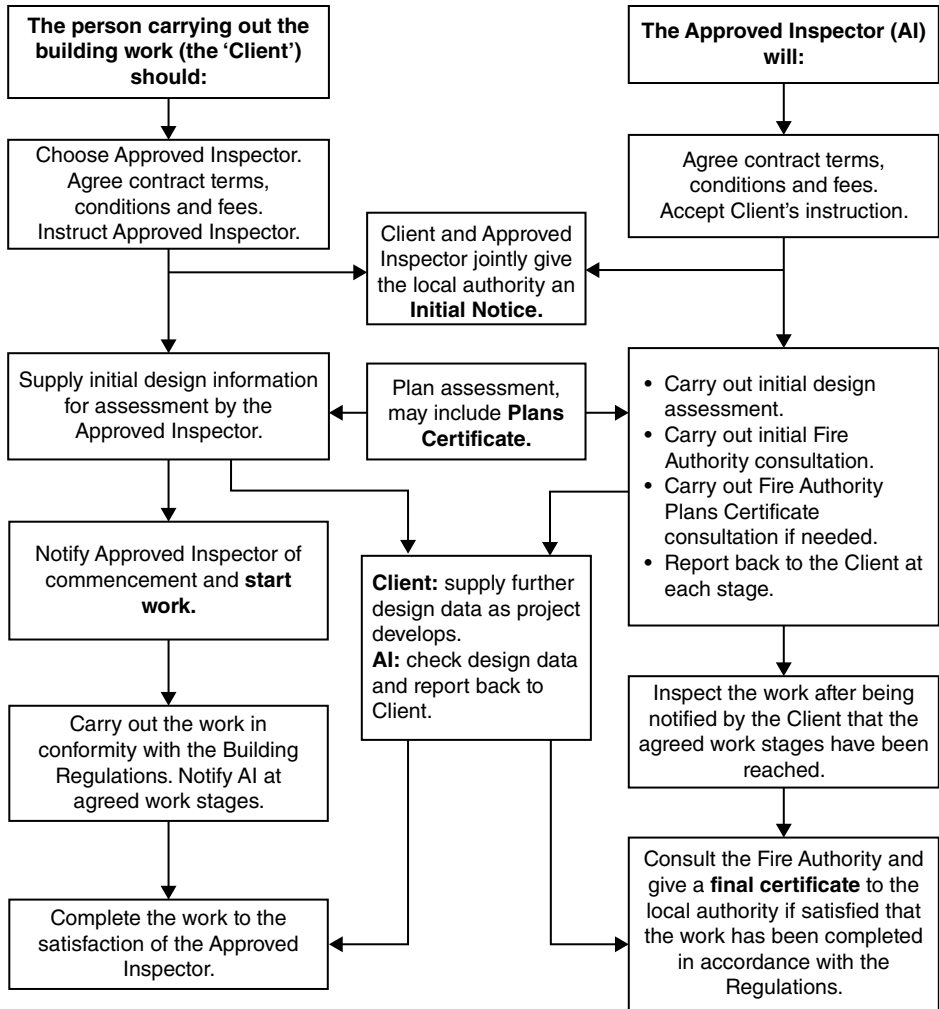 The person carrying out the
building work (the ‘Client’)
should:
The Approved Inspector (AI)
will:
Choose Approved Inspector.
Agree contract terms,
conditions and fees.
Instruct Approved Inspector.
Agree contract terms,
conditions and fees.
Accept Client’s instruction.
Client and Approved
Inspector jointly give
the local authority an
Initial Notice.
Supply initial design information
for assessment by the
Approved Inspector.
Plan assessment,
may include Plans
Certificate.
• Carry out initial design
assessment.
• Carry out initial Fire
Authority consultation.
• Carry out Fire Authority
Plans Certificate
consultation if needed.
• Report back to the Client at
each stage.
Notify Approved Inspector of
commencement and start
work.
Client: supply further
design data as project
develops.
AI: check design data
and report back to
Client.
Carry out the work in
conformity with the Building
Regulations. Notify AI at
agreed work stages.
Inspect the work after being
notified by the Client that the
agreed work stages have been
reached.
Complete the work to the
satisfaction of the Approved
Inspector.
Consult the Fire Authority and
give a final certificate to the
local authority if satisfied that
the work has been completed
in accordance with the
Regulations.